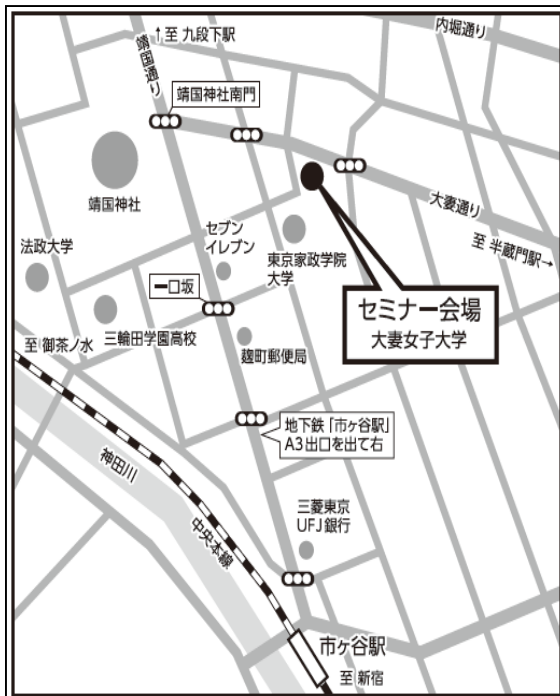 ↑至 九段下駅
内堀通り
靖国通り
靖国神社南門
靖国神社
大妻通り
至 半蔵門駅→
セブン
イレブン
東京家政学院
大学
法政大学
一口坂
セミナー会場
大妻女子大学
三輪田学園高校
至 御茶ノ水
麹町郵便局
地下鉄「市ヶ谷駅」
A3出口を出て右
神田川
中央本線
三菱東京
UFJ銀行
市ヶ谷駅
至 新宿